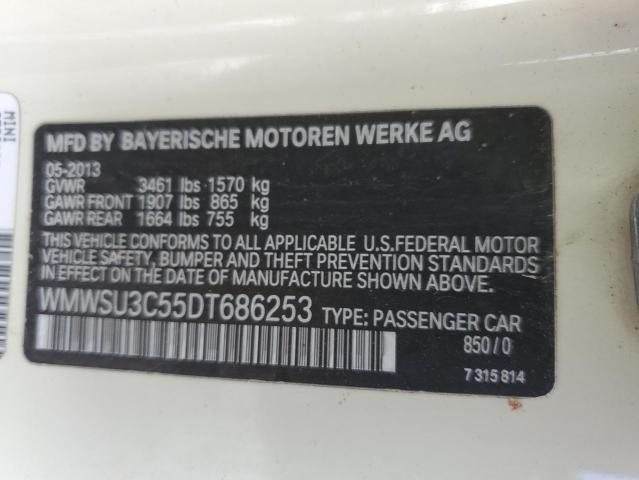 MINI
MFD BY BAYERISCHE MOTOREN WERKE AG
05-2013
GVWR 3461 lbs 1570 kg
GAWR FRONT 1907 lbs 865 kg
GAWR REAR 1664 lbs 755 kg
THIS VEHICLE CONFORMS TO ALL APPLICABLE U.S.FEDERAL MOTOR
VEHICLE SAFETY, BUMPER AND THEFT PREVENTION STANDARDS
IN EFFECT ON THE DATE OF MANUFACTURE SHOWN ABOVE.
WMWSU3C55DT686253 TYPE: PASSENGER CAR
850/0
7 315 814